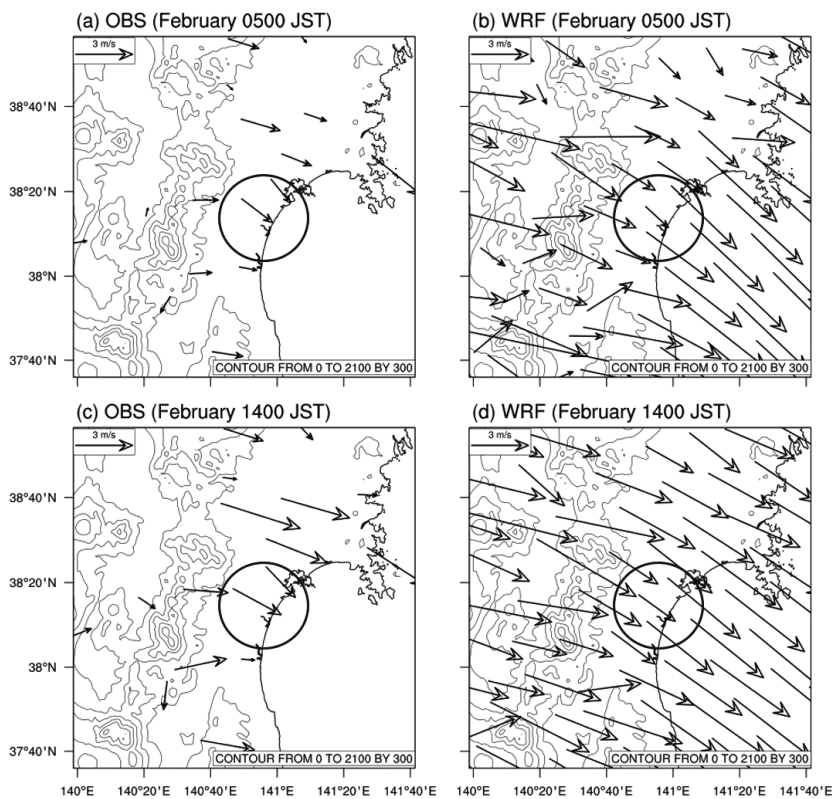 (a) OBS (February 0500 JST)
(b) WRF (February 0500 JST)
3 m/s
3 m/s
38°40'N
38°20'N
38°N
37°40'N
CONTOUR FROM 0 TO 2100 BY 300
CONTOUR FROM 0 TO 2100 BY 300
(c) OBS (February 1400 JST)
(d) WRF (February 1400 JST)
3 m/s
3 m/s
38°40'N
38°20'N
38°N
37°40'N
CONTOUR FROM 0 TO 2100 BY 300
CONTOUR FROM 0 TO 2100 BY 300
140°E 140°20'E 140°40'E 141°E 141°20'E 141°40'E
140°E 140°20'E 140°40'E 141°E 141°20'E 141°40'E